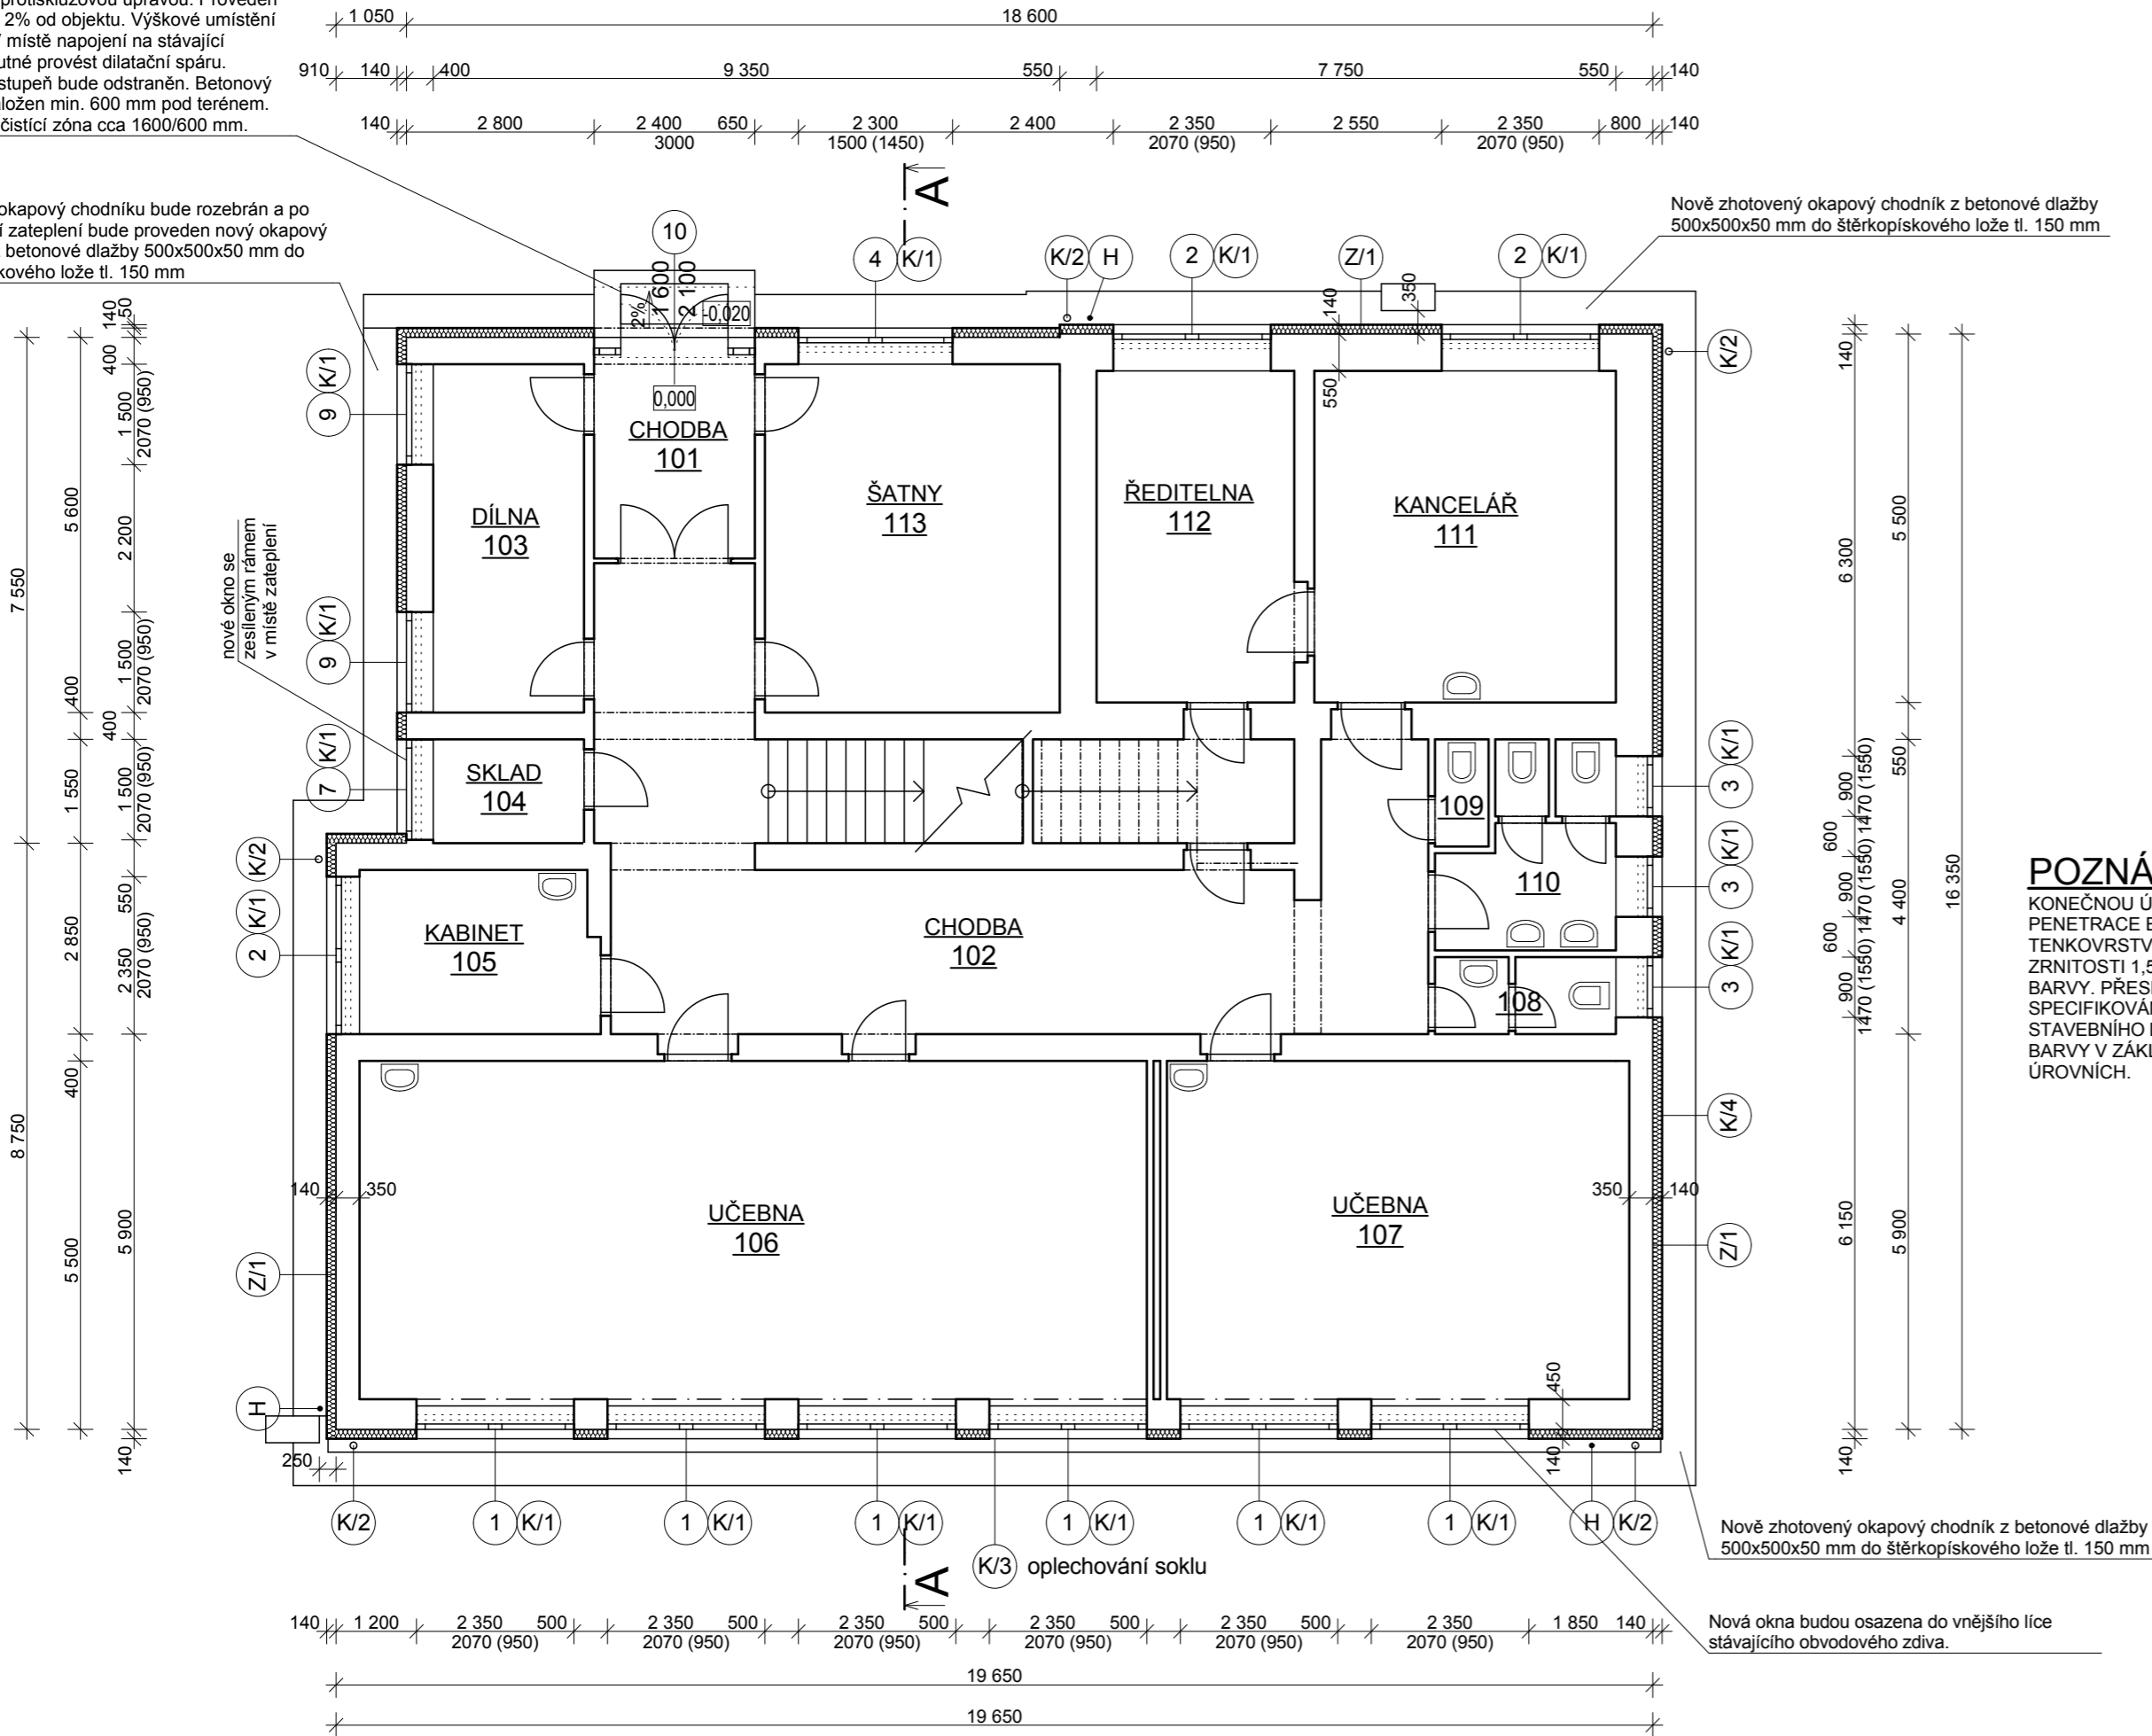 protiskluzovou úpravou. Proveden
2% od objektu. Výškové umístění
místě napojení na stávající
utné provést dilatační spáru.
stupeň bude odstraněn. Betonový
aložen min. 600 mm pod terénem.
čistící zóna cca 1600/600 mm.
okapový chodníku bude rozebrán a po
í zateplení bude proveden nový okapový
betonové dlažby 500x500x50 mm do
kového lože tl. 150 mm
1 050 18 600
910 140 400 9 350 550 7 750 550 140
140 2 800 2 400 650 2 300 2 400 2 350 2 550 2 350 800 140
3000 1500 (1450) 2070 (950) 2070 (950)
A
Nově zhotovený okapový chodník z betonové dlažby
500x500x50 mm do štěrkopískového lože tl. 150 mm
10 4 K/1 K/2 H 2 K/1 Z/1 2 K/1
2% 1 600 2 100 -0,020 140 350
0,000 550
K/2
CHODBA
101
DÍLNA
103
ŠATNY
113
ŘEDITELNA
112
KANCELÁŘ
111
SKLAD
104
109
110
KABINET
105
CHODBA
102
108
UČEBNA
106
UČEBNA
107
nové okno se
zesíleným rámem
v místě zateplení
K/1 9
K/1 9
K/1 7
K/2
K/1 2
Z/1
H
7 550 8 750
5 600 400 1 550 2 850 400 5 500
140 150 400 1 500 2 200 1 500 400 1 500 550 2 350 5 900 140
2070 (950) 2070 (950) 2070 (950) 2070 (950)
140 350
350 140
450
140
250
K/1 3
K/1 3
K/1 3
K/4
Z/1
140 6 300 900 600 900 600 900 6 150 140
1470 (1550) 1470 (1550) 1470 (1550)
5 500 550 4 400 5 900
16 350
POZNÁ
KONEČNOU Ú
PENETRACE
TENKOVRSTV
ZRNITOSTI 1,5
BARVY. PŘES
SPECIFIKOVÁ
STAVEBNÍHO
BARVY V ZÁK
ÚROVNÍCH.
K/2 1 K/1 1 K/1 1 K/1 1 K/1 1 K/1 1 K/1 H K/2
K/3 oplechování soklu
A
Nově zhotovený okapový chodník z betonové dlažby
500x500x50 mm do štěrkopískového lože tl. 150 mm
Nová okna budou osazena do vnějšího líce
stávajícího obvodového zdiva.
140 1 200 2 350 500 2 350 500 2 350 500 2 350 500 2 350 500 2 350 1 850 140
2070 (950) 2070 (950) 2070 (950) 2070 (950) 2070 (950) 2070 (950)
19 650
19 650